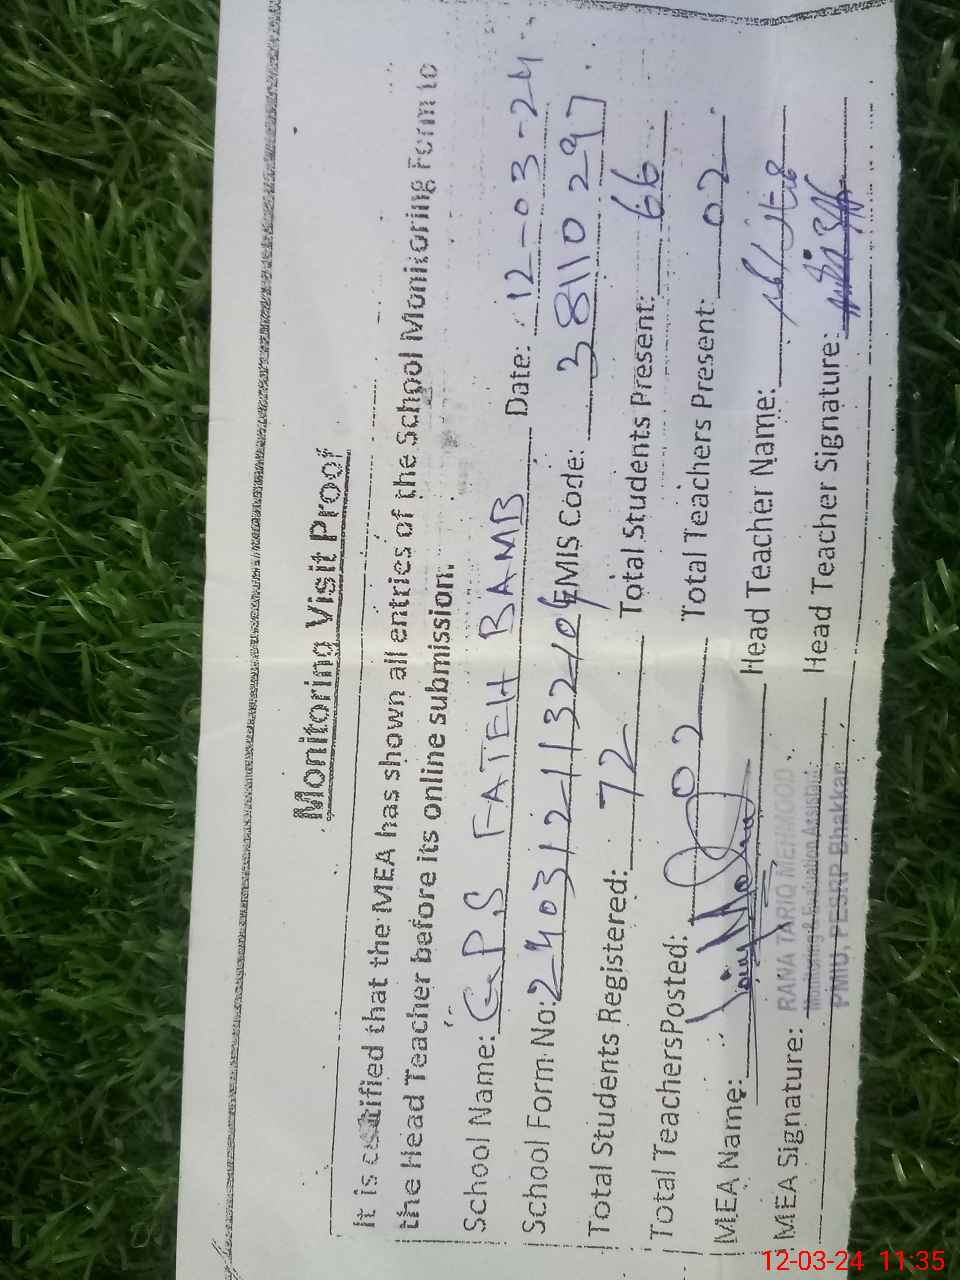 Monitoring Visit Proof
It is certified that the MEA has shown all entries of the School Monitoring Form to
the Head Teacher before its online submission.
School Name: GPS FATEH BAMB Date: 12-03-24
School Form No: EMIS Code: 38110297
Total Students Registered: 72 Total Students Present: 66
Total TeachersPosted: 02 Total Teachers Present: 02
MEA Name: Head Teacher Name:
MEA Signature: Head Teacher Signature:
RANA TARIQ MEHMOOD
Monitoring & Evaluation Assistant
PMIU, PESRP Bhakkar
12-03-24 11:35